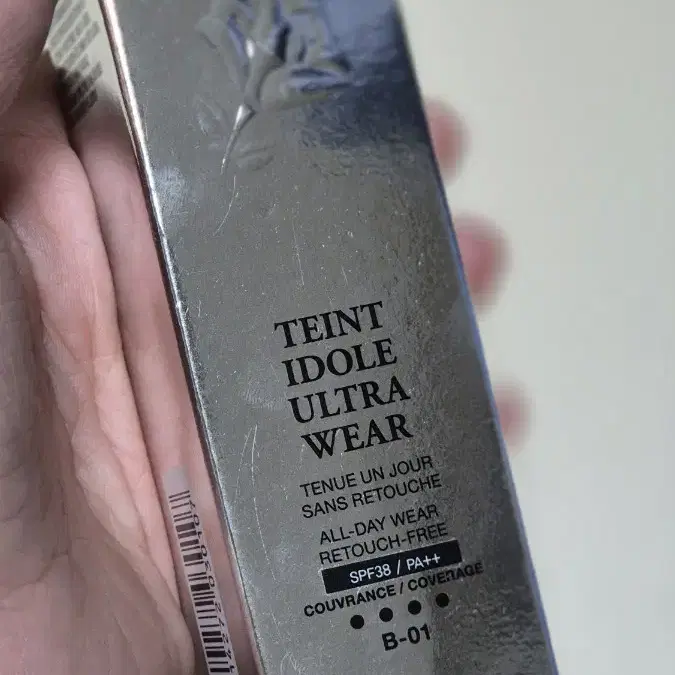 TEINT
IDOLE
ULTRA
WEAR
TENUE UN JOUR
SANS RETOUCHE
ALL-DAY WEAR
RETOUCH-FREE
SPF38 / PA++
COUVRANCE / COVERAGE
B-01